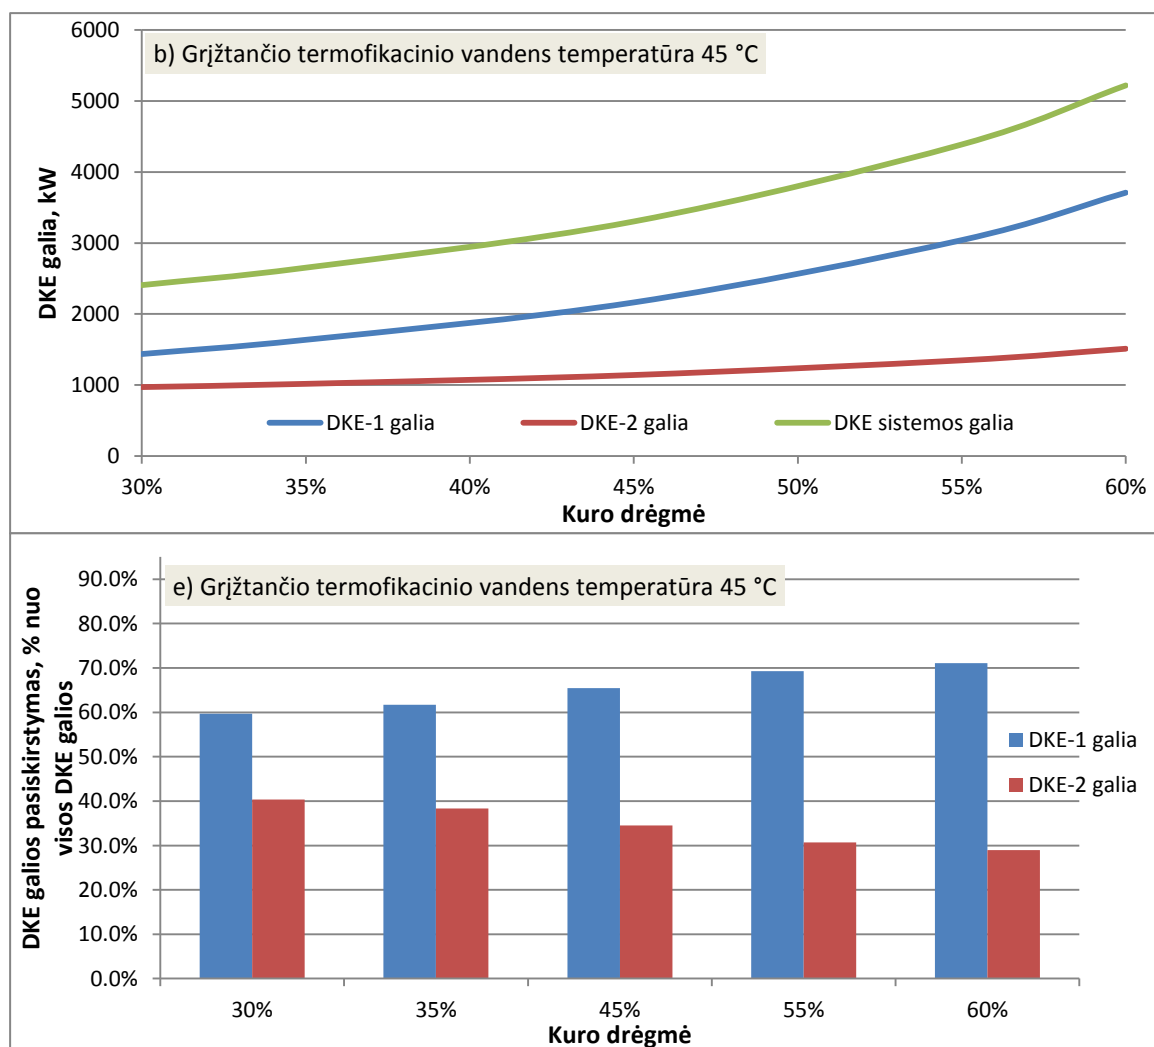 b) Grįžtančio termofikacinio vandens temperatūra 45 °C
DKE galia, kW
6000
5000
4000
3000
2000
1000
0
DKE-1 galia
DKE-2 galia
DKE sistemos galia
30%
35%
40%
45%
50%
55%
60%
Kuro drėgmė
e) Grįžtančio termofikacinio vandens temperatūra 45 °C
DKE galios pasiskirstymas, % nuo
visos DKE galios
90.0%
80.0%
70.0%
60.0%
50.0%
40.0%
30.0%
20.0%
10.0%
0.0%
DKE-1 galia
DKE-2 galia
30%
35%
45%
55%
60%
Kuro drėgmė